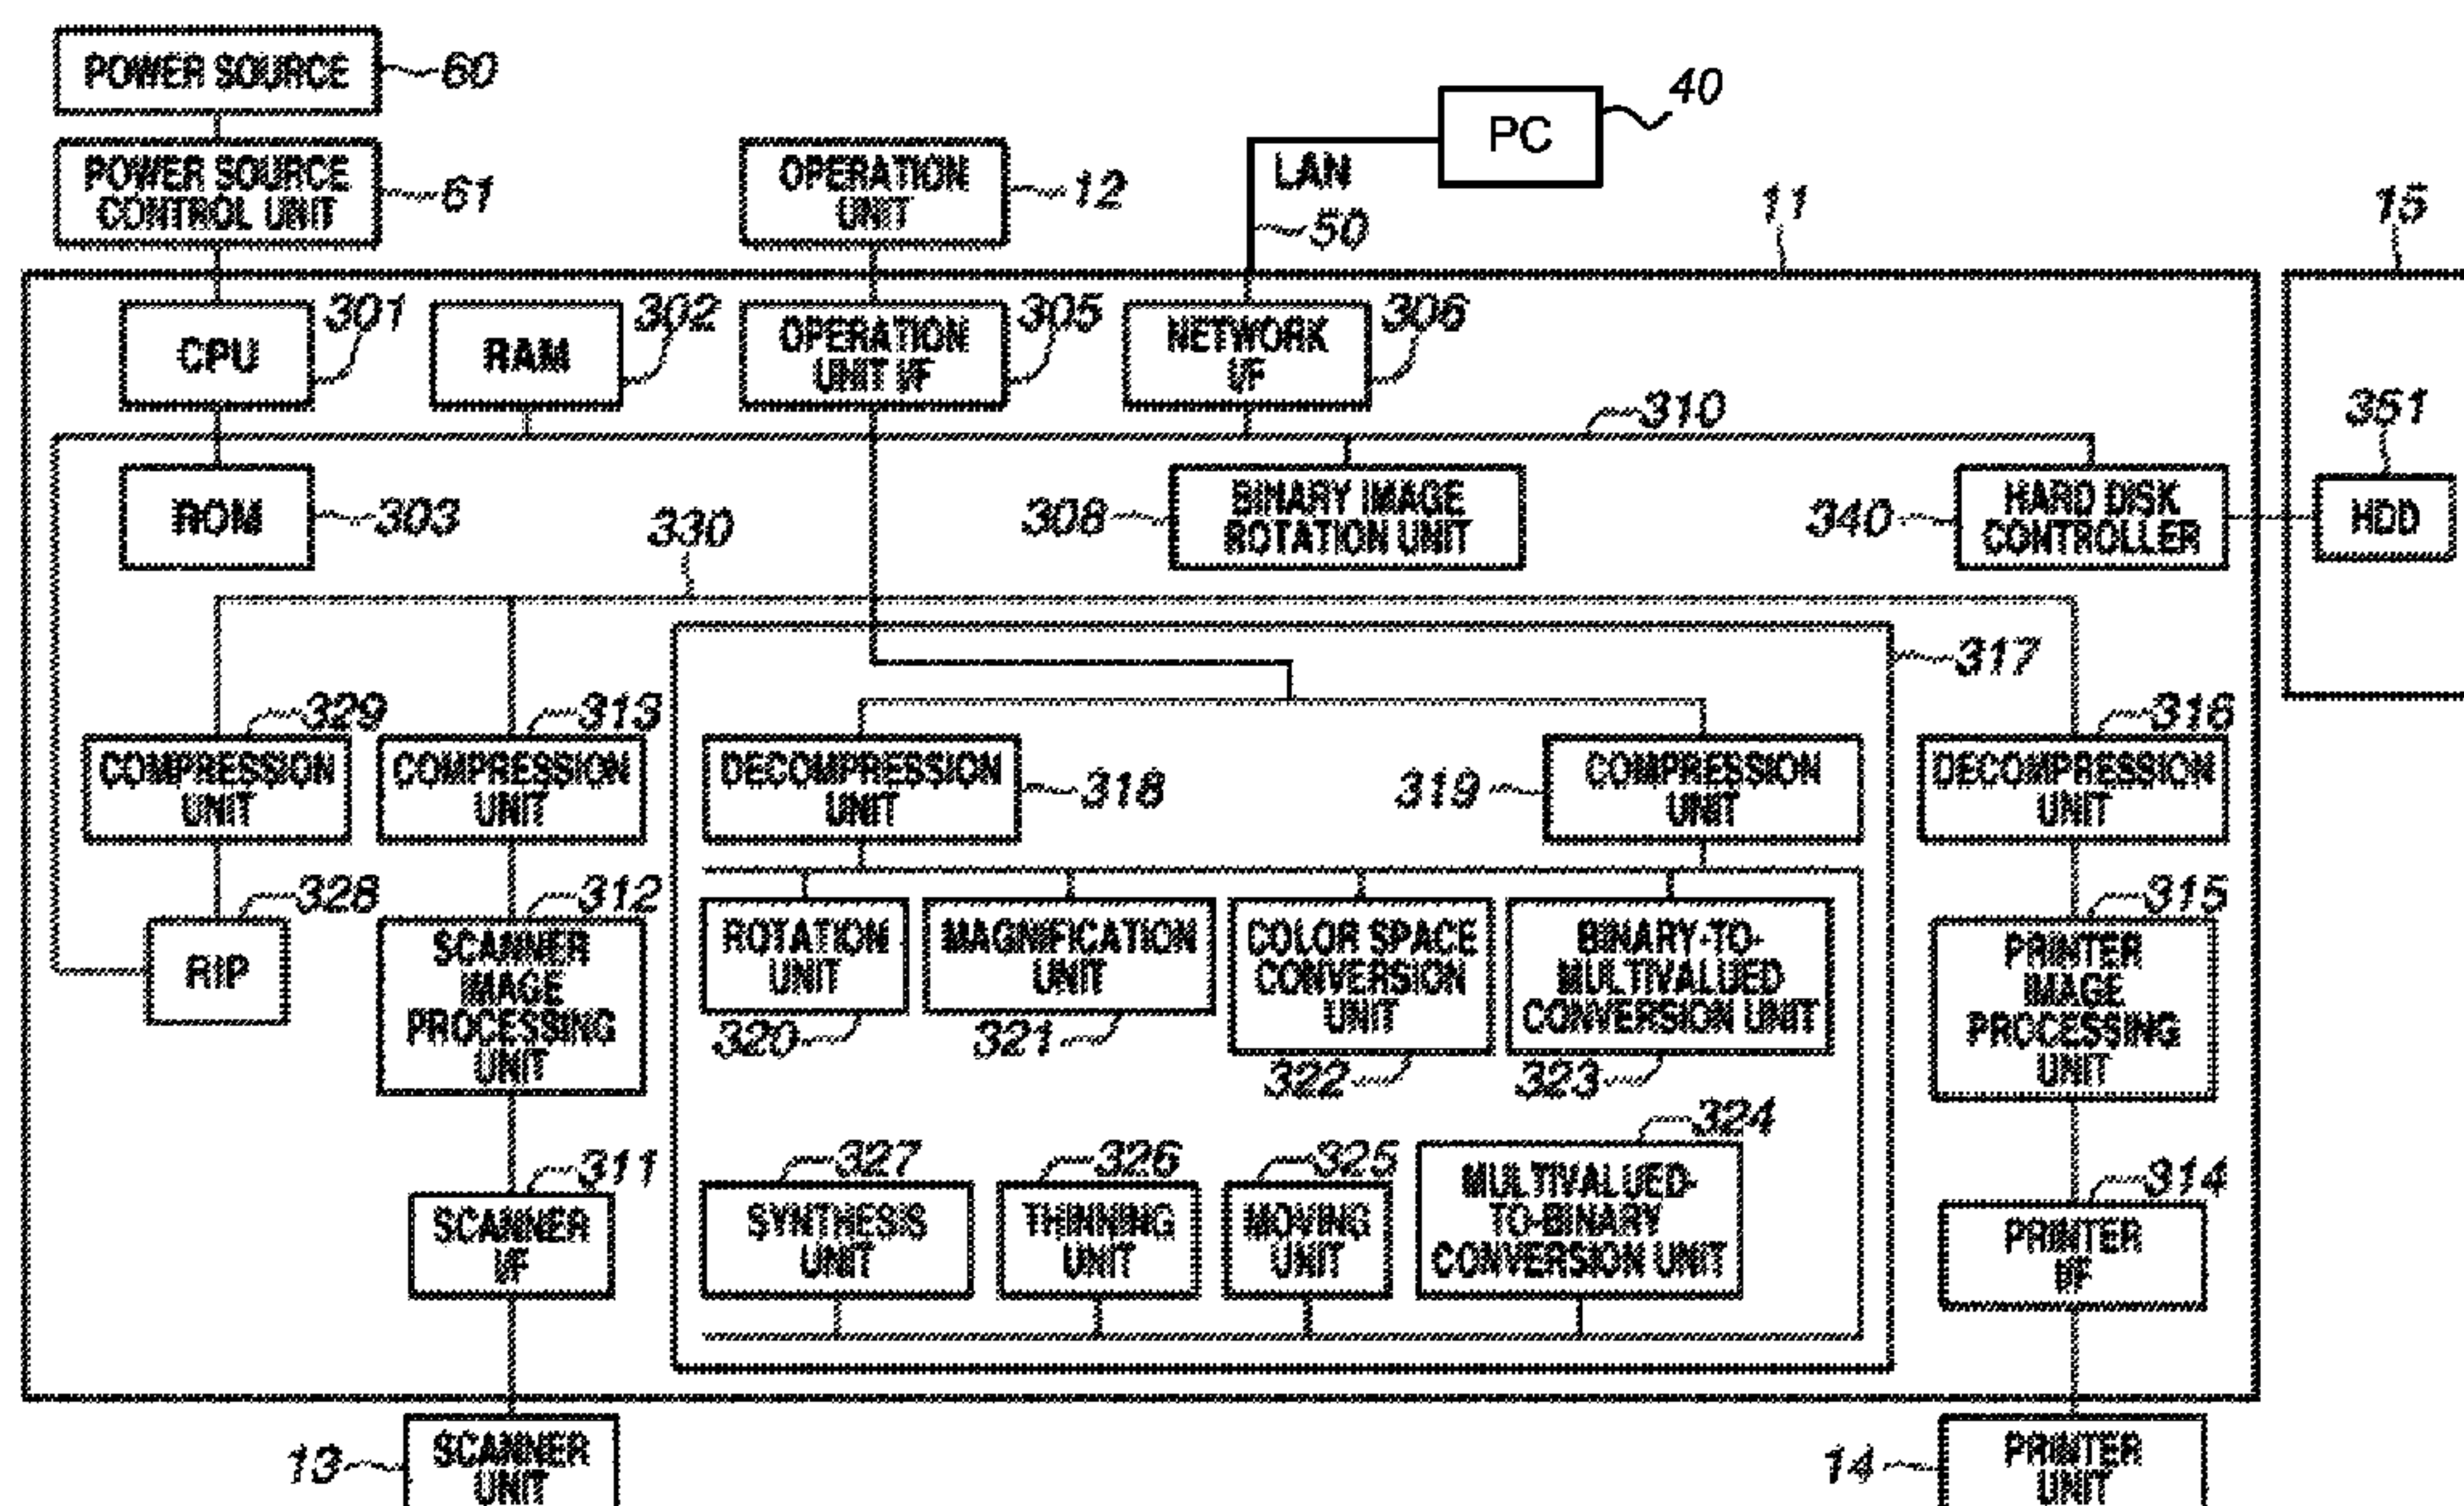 POWER SOURCE
60
POWER SOURCE
CONTROL UNIT
61
OPERATION
UNIT
12
LAN
50
PC
40
11
15
CPU
301
RAM
302
OPERATION
UNIT I/F
305
NETWORK
I/F
306
310
ROM
303
330
308
BINARY IMAGE
ROTATION UNIT
340
HARD DISK
CONTROLLER
351
HDD
317
329
COMPRESSION
UNIT
313
COMPRESSION
UNIT
DECOMPRESSION
UNIT
318
319
COMPRESSION
UNIT
316
DECOMPRESSION
UNIT
328
RIP
312
SCANNER
IMAGE
PROCESSING
UNIT
ROTATION
UNIT
320
MAGNIFICATION
UNIT
321
COLOR SPACE
CONVERSION
UNIT
322
BINARY-TO-
MULTIVALUED
CONVERSION UNIT
323
315
PRINTER
IMAGE
PROCESSING
UNIT
311
SCANNER
I/F
327
SYNTHESIS
UNIT
326
THINNING
UNIT
325
MOVING
UNIT
324
MULTIVALUED-
TO-BINARY
CONVERSION UNIT
314
PRINTER
I/F
13
SCANNER
UNIT
14
PRINTER
UNIT